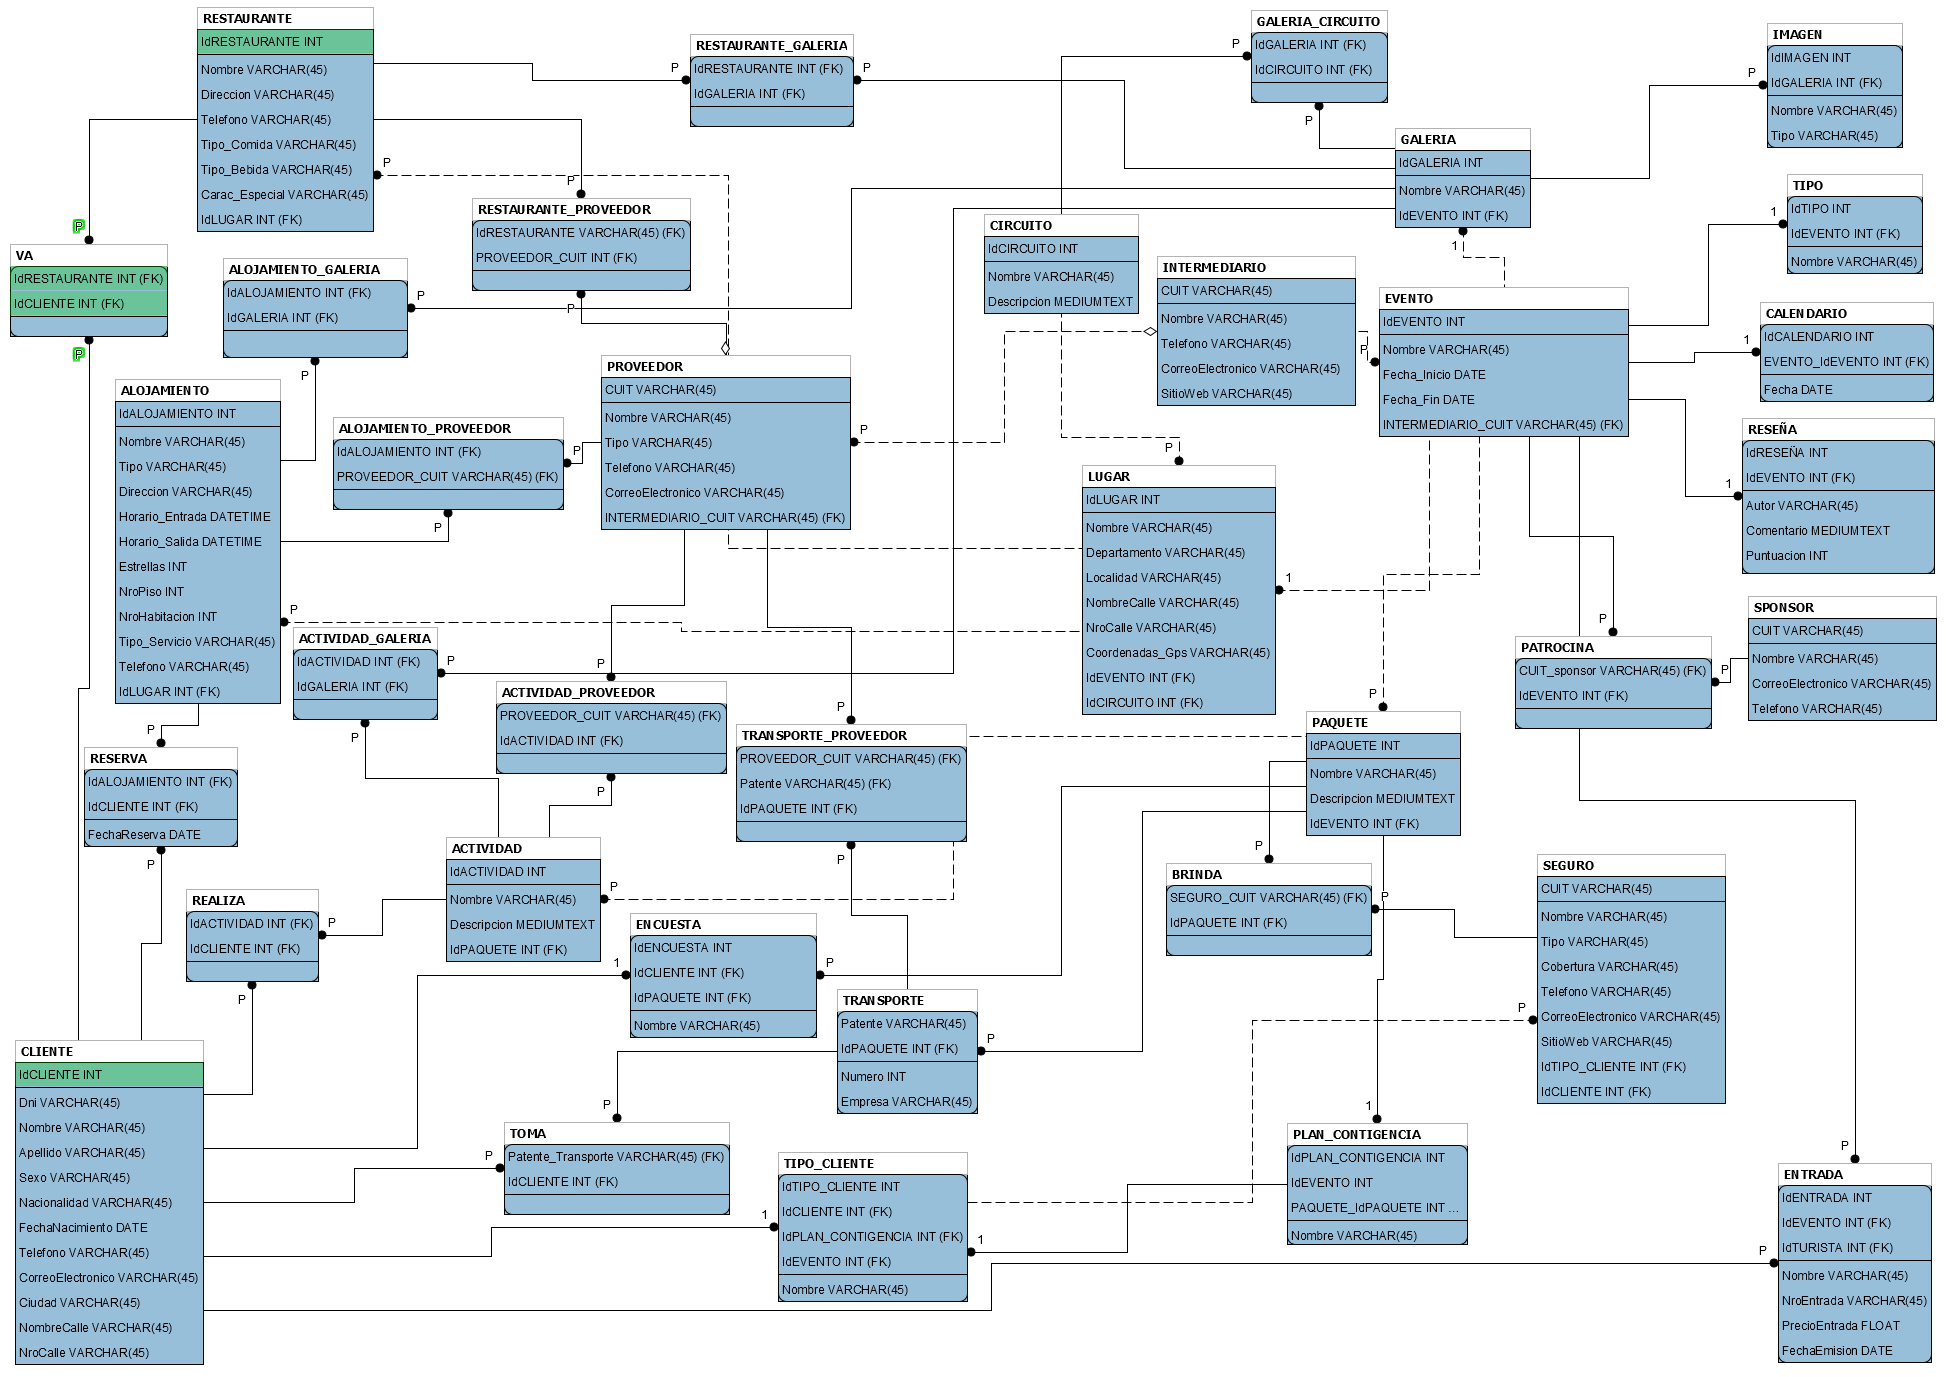 RESTAURANTE
IdRESTAURANTE INT
Nombre VARCHAR(45)
Direccion VARCHAR(45)
Telefono VARCHAR(45)
Tipo_Comida VARCHAR(45)
Tipo_Bebida VARCHAR(45)
Carac_Especial VARCHAR(45)
IdLUGAR INT (FK)
RESTAURANTE_GALERIA
IdRESTAURANTE INT (FK)
IdGALERIA INT (FK)
P
P
GALERIA_CIRCUITO
IdGALERIA INT (FK)
IdCIRCUITO INT (FK)
P
P
IMAGEN
IdIMAGEN INT
IdGALERIA INT (FK)
Nombre VARCHAR(45)
Tipo VARCHAR(45)
P
GALERIA
IdGALERIA INT
Nombre VARCHAR(45)
IdEVENTO INT (FK)
1
TIPO
IdTIPO INT
IdEVENTO INT (FK)
Nombre VARCHAR(45)
1
P
P
RESTAURANTE_PROVEEDOR
IdRESTAURANTE VARCHAR(45) (FK)
PROVEEDOR_CUIT INT (FK)
P
P
VA
IdRESTAURANTE INT (FK)
IdCLIENTE INT (FK)
P
ALOJAMIENTO_GALERIA
IdALOJAMIENTO INT (FK)
IdGALERIA INT (FK)
P
P
CIRCUITO
IdCIRCUITO INT
Nombre VARCHAR(45)
Descripcion MEDIUMTEXT
INTERMEDIARIO
CUIT VARCHAR(45)
Nombre VARCHAR(45)
Telefono VARCHAR(45)
CorreoElectronico VARCHAR(45)
SitioWeb VARCHAR(45)
P
EVENTO
IdEVENTO INT
Nombre VARCHAR(45)
Fecha_Inicio DATE
Fecha_Fin DATE
INTERMEDIARIO_CUIT VARCHAR(45) (FK)
CALENDARIO
IdCALENDARIO INT
EVENTO_IdEVENTO INT (FK)
Fecha DATE
1
ALOJAMIENTO
IdALOJAMIENTO INT
Nombre VARCHAR(45)
Tipo VARCHAR(45)
Direccion VARCHAR(45)
Horario_Entrada DATETIME
Horario_Salida DATETIME
Estrellas INT
NroPiso INT
NroHabitacion INT
Tipo_Servicio VARCHAR(45)
Telefono VARCHAR(45)
IdLUGAR INT (FK)
P
ALOJAMIENTO_PROVEEDOR
IdALOJAMIENTO INT (FK)
PROVEEDOR_CUIT VARCHAR(45) (FK)
P
P
PROVEEDOR
CUIT VARCHAR(45)
Nombre VARCHAR(45)
Tipo VARCHAR(45)
Telefono VARCHAR(45)
CorreoElectronico VARCHAR(45)
INTERMEDIARIO_CUIT VARCHAR(45) (FK)
P
LUGAR
IdLUGAR INT
Nombre VARCHAR(45)
Departamento VARCHAR(45)
Localidad VARCHAR(45)
NombreCalle VARCHAR(45)
NroCalle VARCHAR(45)
Coordenadas_Gps VARCHAR(45)
IdEVENTO INT (FK)
IdCIRCUITO INT (FK)
P
1
RESEÑA
IdRESEÑA INT
IdEVENTO INT (FK)
Autor VARCHAR(45)
Comentario MEDIUMTEXT
Puntuacion INT
1
SPONSOR
CUIT VARCHAR(45)
Nombre VARCHAR(45)
CorreoElectronico VARCHAR(45)
Telefono VARCHAR(45)
PATROCINA
CUIT_sponsor VARCHAR(45) (FK)
IdEVENTO INT (FK)
P
P
ACTIVIDAD_GALERIA
IdACTIVIDAD INT (FK)
IdGALERIA INT (FK)
P
P
ACTIVIDAD_PROVEEDOR
PROVEEDOR_CUIT VARCHAR(45) (FK)
IdACTIVIDAD INT (FK)
P
P
TRANSPORTE_PROVEEDOR
PROVEEDOR_CUIT VARCHAR(45) (FK)
Patente VARCHAR(45) (FK)
IdPAQUETE INT (FK)
P
P
PAQUETE
IdPAQUETE INT
Nombre VARCHAR(45)
Descripcion MEDIUMTEXT
IdEVENTO INT (FK)
P
RESERVA
IdALOJAMIENTO INT (FK)
IdCLIENTE INT (FK)
FechaReserva DATE
P
P
ACTIVIDAD
IdACTIVIDAD INT
Nombre VARCHAR(45)
Descripcion MEDIUMTEXT
IdPAQUETE INT (FK)
P
REALIZA
IdACTIVIDAD INT (FK)
IdCLIENTE INT (FK)
P
P
ENCUESTA
IdENCUESTA INT
IdCLIENTE INT (FK)
IdPAQUETE INT (FK)
Nombre VARCHAR(45)
1
P
BRINDA
SEGURO_CUIT VARCHAR(45) (FK)
IdPAQUETE INT (FK)
P
P
SEGURO
CUIT VARCHAR(45)
Nombre VARCHAR(45)
Tipo VARCHAR(45)
Cobertura VARCHAR(45)
Telefono VARCHAR(45)
CorreoElectronico VARCHAR(45)
SitioWeb VARCHAR(45)
IdTIPO_CLIENTE INT (FK)
IdCLIENTE INT (FK)
P
TRANSPORTE
Patente VARCHAR(45)
IdPAQUETE INT (FK)
Numero INT
Empresa VARCHAR(45)
P
CLIENTE
IdCLIENTE INT
Dni VARCHAR(45)
Nombre VARCHAR(45)
Apellido VARCHAR(45)
Sexo VARCHAR(45)
Nacionalidad VARCHAR(45)
FechaNacimiento DATE
Telefono VARCHAR(45)
CorreoElectronico VARCHAR(45)
Ciudad VARCHAR(45)
NombreCalle VARCHAR(45)
NroCalle VARCHAR(45)
TOMA
Patente_Transporte VARCHAR(45) (FK)
IdCLIENTE INT (FK)
P
P
TIPO_CLIENTE
IdTIPO_CLIENTE INT
IdCLIENTE INT (FK)
IdPLAN_CONTIGENCIA INT (FK)
IdEVENTO INT (FK)
Nombre VARCHAR(45)
1
1
PLAN_CONTIGENCIA
IdPLAN_CONTIGENCIA INT
IdEVENTO INT
PAQUETE_IdPAQUETE INT ...
Nombre VARCHAR(45)
1
ENTRADA
IdENTRADA INT
IdEVENTO INT (FK)
IdTURISTA INT (FK)
Nombre VARCHAR(45)
NroEntrada VARCHAR(45)
PrecioEntrada FLOAT
FechaEmision DATE
P
P